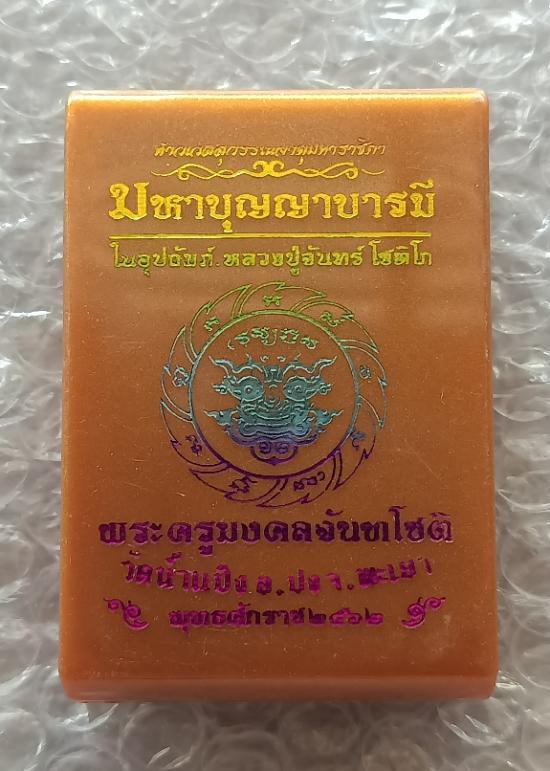 มหาบุญญาบารมี
ในอุปถัมภ์.หลวงปู่จันทร์ โชติโก
พระครูมงคลจันทโชติ
วัดน้ำแป้ง อ.ปง จ.พะเยา
พุทธศักราช๒๕๖๒